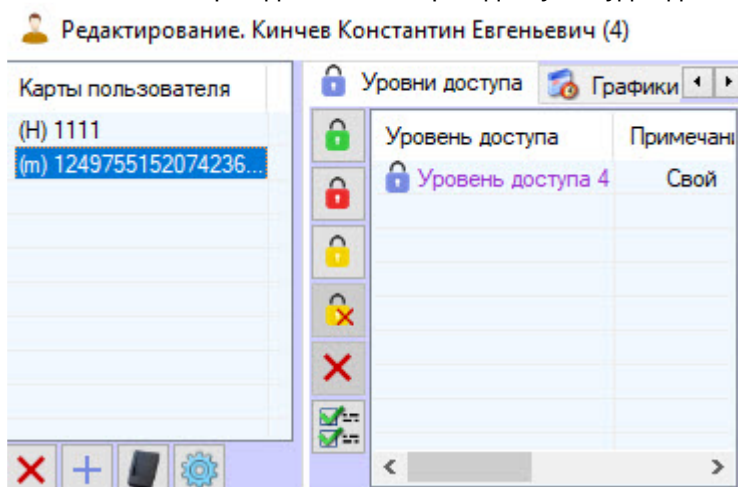 Редактирование. Кинчев Константин Евгеньевич (4)
Карты пользователя
(H) 1111
(m) 1249755152074236...
Уровни доступа
Графики
Уровень доступа
Примечани
Уровень доступа 4
Свой